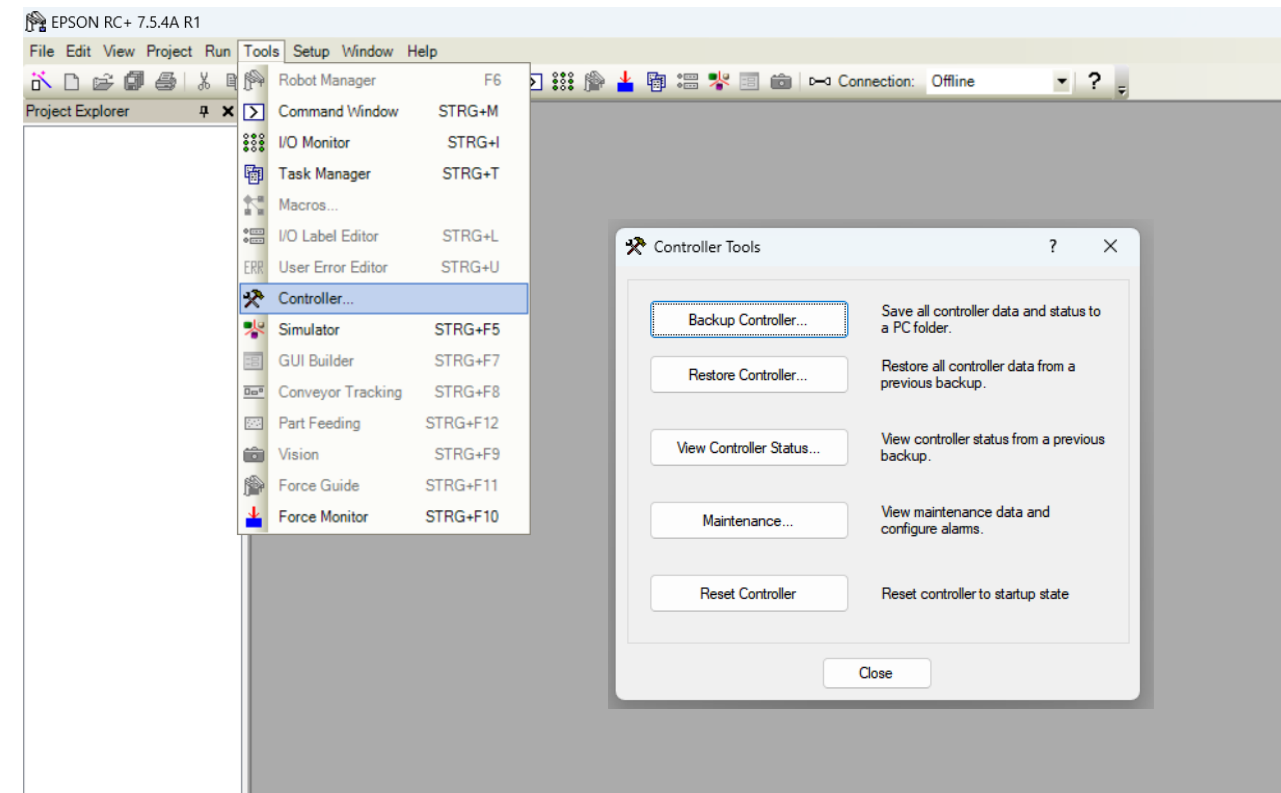 EPSON RC+ 7.5.4A R1
File Edit View Project Run Tools Setup Window Help
Connection: Offline ?
Project Explorer
Robot Manager F6
Command Window STRG+M
I/O Monitor STRG+I
Task Manager STRG+T
Macros...
I/O Label Editor STRG+L
ERR User Error Editor STRG+U
Controller...
Simulator STRG+F5
GUI Builder STRG+F7
Conveyor Tracking STRG+F8
Part Feeding STRG+F12
Vision STRG+F9
Force Guide STRG+F11
Force Monitor STRG+F10
Controller Tools ?
Backup Controller...
Save all controller data and status to
a PC folder.
Restore Controller...
Restore all controller data from a
previous backup.
View Controller Status...
View controller status from a previous
backup.
Maintenance...
View maintenance data and
configure alarms.
Reset Controller
Reset controller to startup state
Close